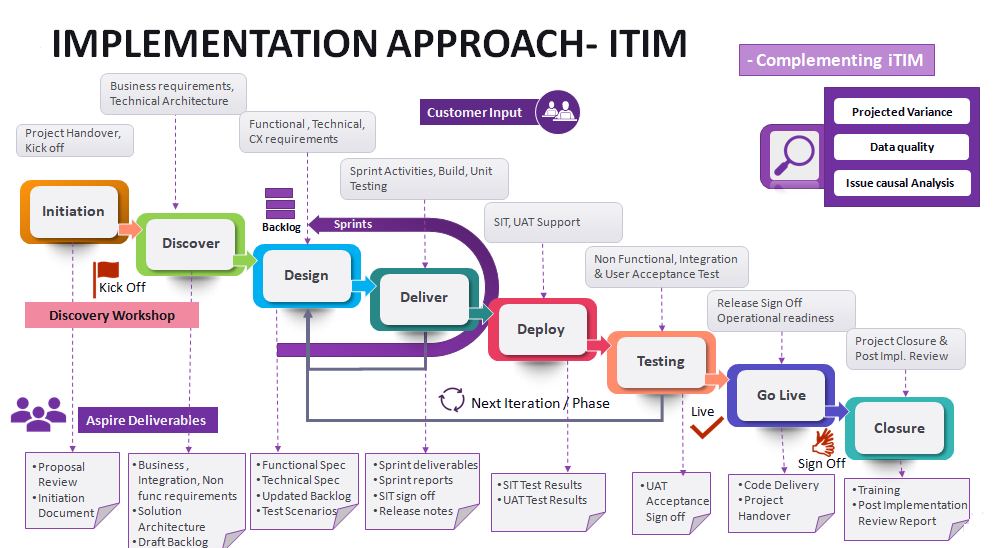 IMPLEMENTATION APPROACH- ITIM
- Complementing iTIM
Projected Variance
Data quality
Issue causal Analysis
Customer Input
Business requirements,
Technical Architecture
Project Handover,
Kick off
Functional , Technical,
CX requirements
Sprint Activities, Build, Unit
Testing
SIT, UAT Support
Non Functional, Integration
& User Acceptance Test
Release Sign Off
Operational readiness
Project Closure &
Post Impl. Review
Initiation
Discover
Design
Deliver
Deploy
Testing
Go Live
Closure
Backlog
Sprints
Kick Off
Discovery Workshop
Next Iteration / Phase
Live
Sign Off
Aspire Deliverables
• Proposal
Review
• Initiation
Document
• Business ,
Integration, Non
func requirements
• Solution
Architecture
• Draft Backlog
• Functional Spec
• Technical Spec
• Updated Backlog
• Test Scenarios
• Sprint deliverables
• Sprint reports
• SIT sign off
• Release notes
• SIT Test Results
• UAT Test Results
• UAT
Acceptance
Sign off
• Code Delivery
• Project
Handover
• Training
• Post Implementation
Review Report